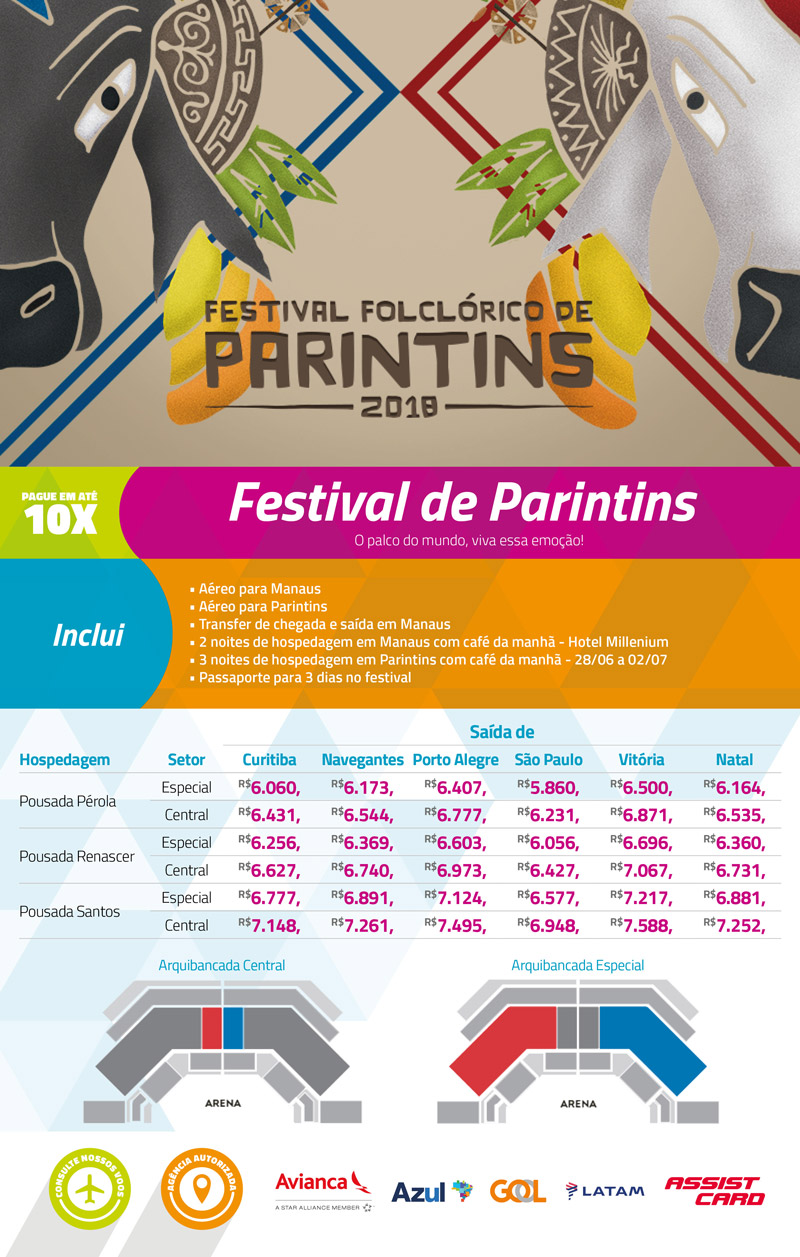 FESTIVAL FOLCLÓRICO DE
PARINTINS
2018
PAGUE EM ATÉ
10X
Festival de Parintins
O palco do mundo, viva essa emoção!
Inclui
• Aéreo para Manaus
• Aéreo para Parintins
• Transfer de chegada e saída em Manaus
• 2 noites de hospedagem em Manaus com café da manhã - Hotel Millenium
• 3 noites de hospedagem em Parintins com café da manhã - 28/06 a 02/07
• Passaporte para 3 dias no festival
Saída de
Hospedagem Setor Curitiba Navegantes Porto Alegre São Paulo Vitória Natal
Pousada Pérola
Especial R$6.060, R$6.173, R$6.407, R$5.860, R$6.500, R$6.164,
Central R$6.431, R$6.544, R$6.777, R$6.231, R$6.871, R$6.535,
Pousada Renascer
Especial R$6.256, R$6.369, R$6.603, R$6.056, R$6.696, R$6.360,
Central R$6.627, R$6.740, R$6.973, R$6.427, R$7.067, R$6.731,
Pousada Santos
Especial R$6.777, R$6.891, R$7.124, R$6.577, R$7.217, R$6.881,
Central R$7.148, R$7.261, R$7.495, R$6.948, R$7.588, R$7.252,
Arquibancada Central
Arquibancada Especial
ARENA
ARENA
CONSULTE NOSSOS VOOS
AGÊNCIA AUTORIZADA
Avianca
A STAR ALLIANCE MEMBER
Azul
GOL
LATAM
ASSIST
CARD